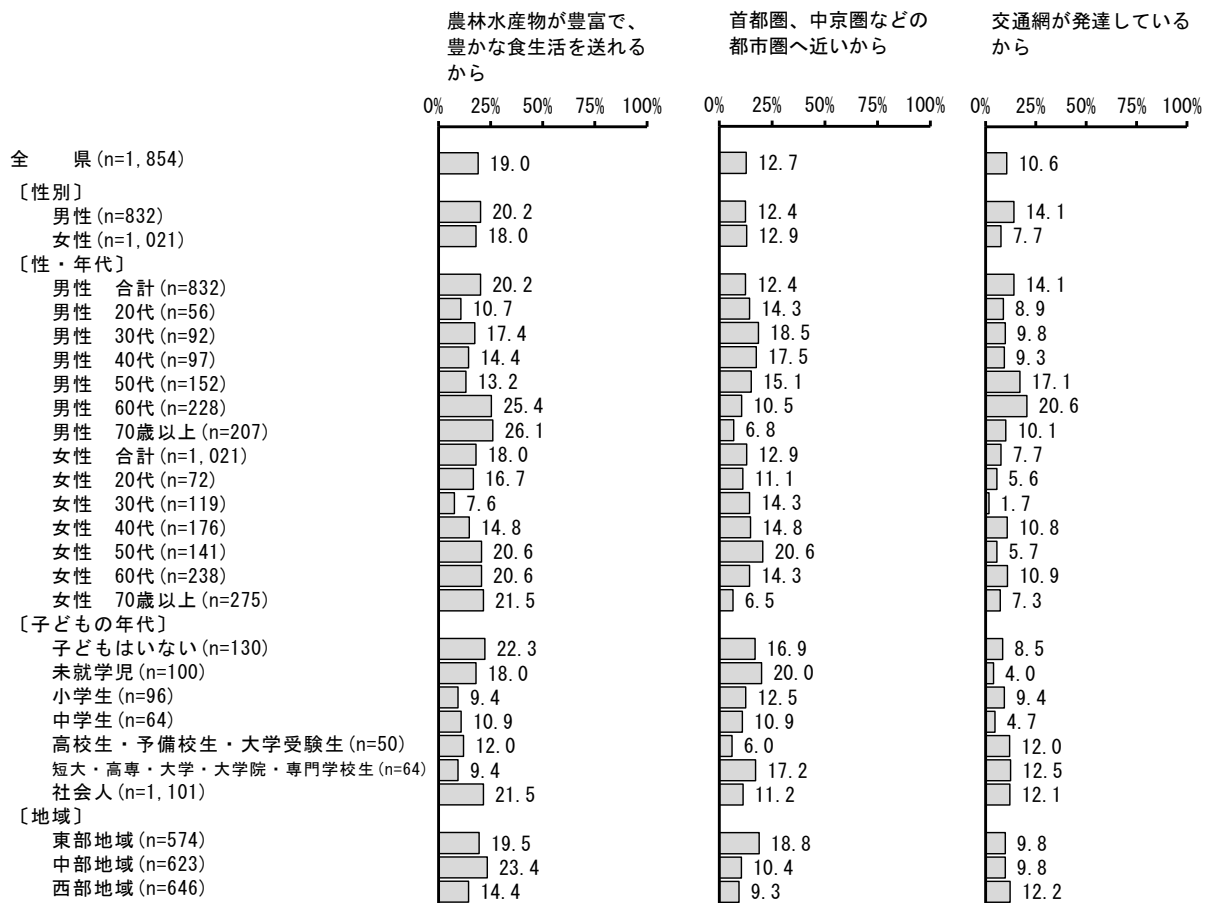 農林水産物が豊富で、
豊かな食生活を送れる
から
首都圏、中京圏などの
都市圏へ近いから
交通網が発達している
から
0% 25% 50% 75% 100% 0% 25% 50% 75% 100% 0% 25% 50% 75% 100%
全　　県(n=1,854) 19.0 12.7 10.6
〔性別〕
男性(n=832) 20.2 12.4 14.1
女性(n=1,021) 18.0 12.9 7.7
〔性・年代〕
男性　合計(n=832) 20.2 12.4 14.1
男性　20代(n=56) 10.7 14.3 8.9
男性　30代(n=92) 17.4 18.5 9.8
男性　40代(n=97) 14.4 17.5 9.3
男性　50代(n=152) 13.2 15.1 17.1
男性　60代(n=228) 25.4 10.5 20.6
男性　70歳以上(n=207) 26.1 6.8 10.1
女性　合計(n=1,021) 18.0 12.9 7.7
女性　20代(n=72) 16.7 11.1 5.6
女性　30代(n=119) 7.6 14.3 1.7
女性　40代(n=176) 14.8 14.8 10.8
女性　50代(n=141) 20.6 20.6 5.7
女性　60代(n=238) 20.6 14.3 10.9
女性　70歳以上(n=275) 21.5 6.5 7.3
〔子どもの年代〕
子どもはいない(n=130) 22.3 16.9 8.5
未就学児(n=100) 18.0 20.0 4.0
小学生(n=96) 9.4 12.5 9.4
中学生(n=64) 10.9 10.9 4.7
高校生・予備校生・大学受験生(n=50) 12.0 6.0 12.0
短大・高専・大学・大学院・専門学校生(n=64) 9.4 17.2 12.5
社会人(n=1,101) 21.5 11.2 12.1
〔地域〕
東部地域(n=574) 19.5 18.8 9.8
中部地域(n=623) 23.4 10.4 9.8
西部地域(n=646) 14.4 9.3 12.2